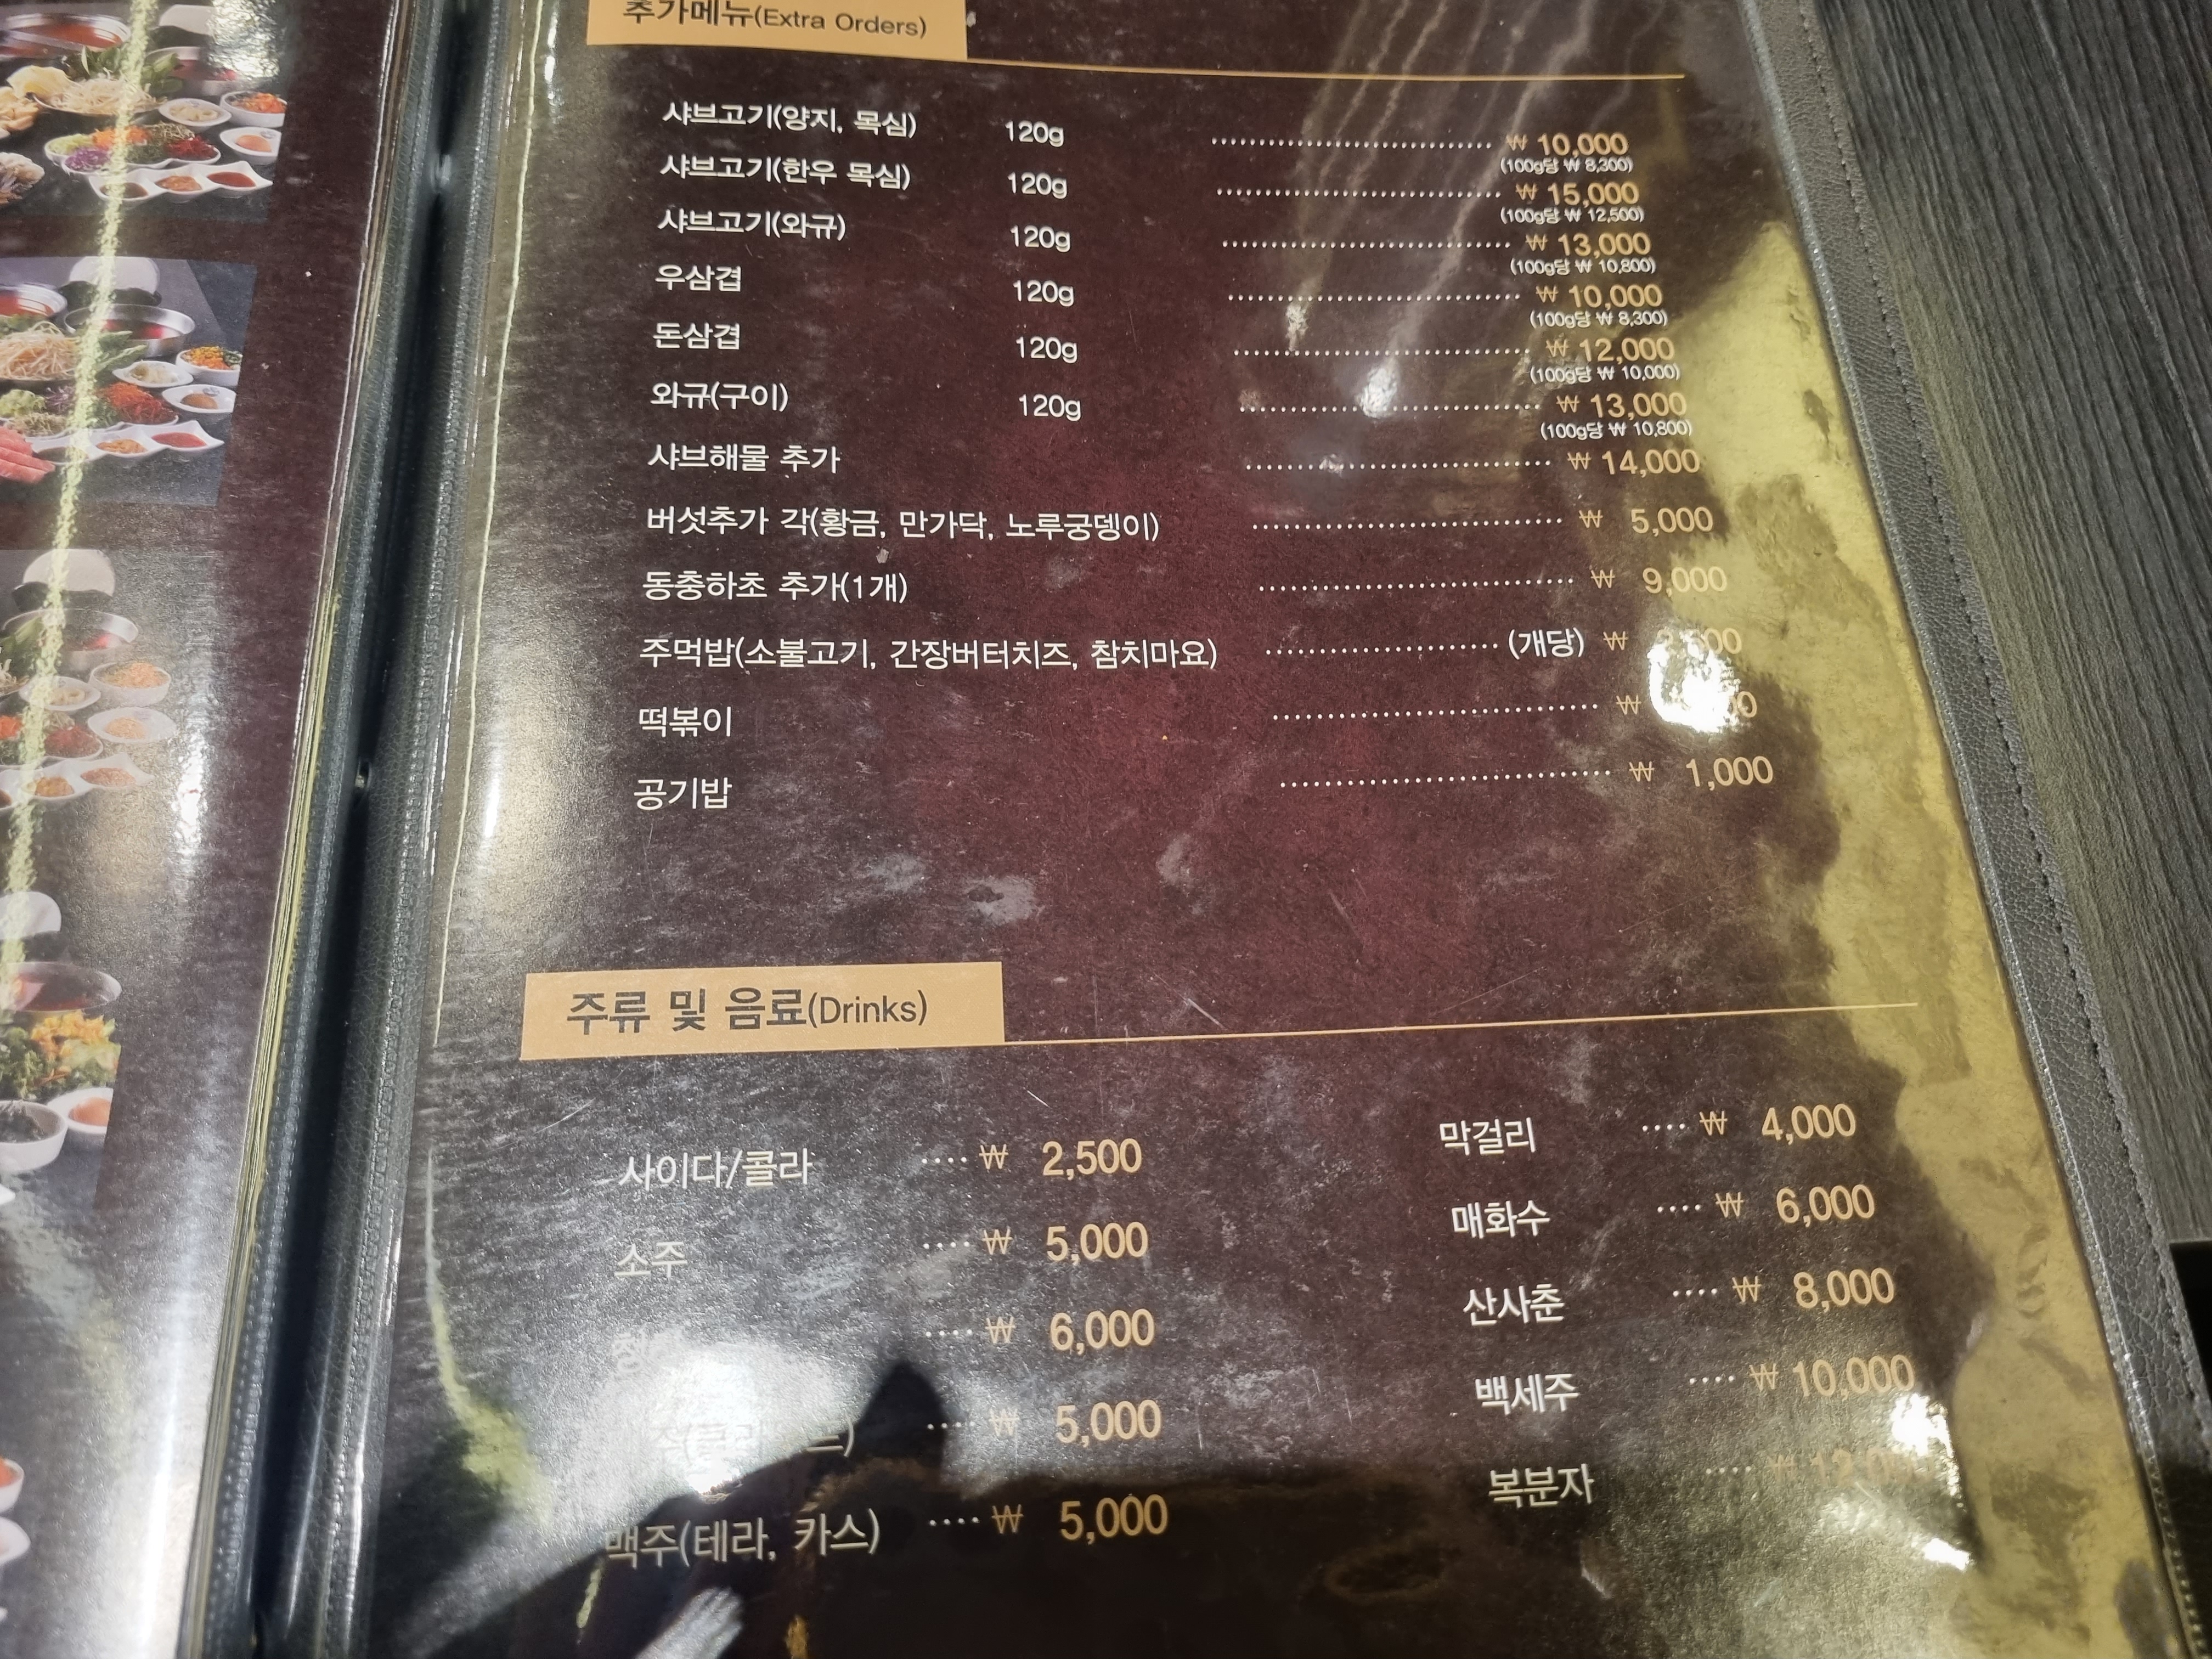 추가메뉴(Extra Orders)
샤브고기(양지, 목심) 120g ₩ 10,000
(100g당 ₩ 8,300)
샤브고기(한우 목심) 120g ₩ 15,000
(100g당 ₩ 12,500)
샤브고기(와규) 120g ₩ 13,000
(100g당 ₩ 10,800)
우삼겹 120g ₩ 10,000
(100g당 ₩ 8,300)
돈삼겹 120g ₩ 12,000
(100g당 ₩ 10,000)
와규(구이) 120g ₩ 13,000
(100g당 ₩ 10,800)
샤브해물 추가 ₩ 14,000
버섯추가 각(황금, 만가닥, 노루궁뎅이) ₩ 5,000
동충하초 추가(1개) ₩ 9,000
주먹밥(소불고기, 간장버터치즈, 참치마요) (개당) ₩
떡볶이 ₩
공기밥 ₩ 1,000
주류 및 음료(Drinks)
사이다/콜라 ₩ 2,500
소주 ₩ 5,000
₩ 6,000
₩ 5,000
맥주(테라, 카스) ₩ 5,000
막걸리 ₩ 4,000
매화수 ₩ 6,000
산사춘 ₩ 8,000
백세주 ₩ 10,000
복분자 ₩